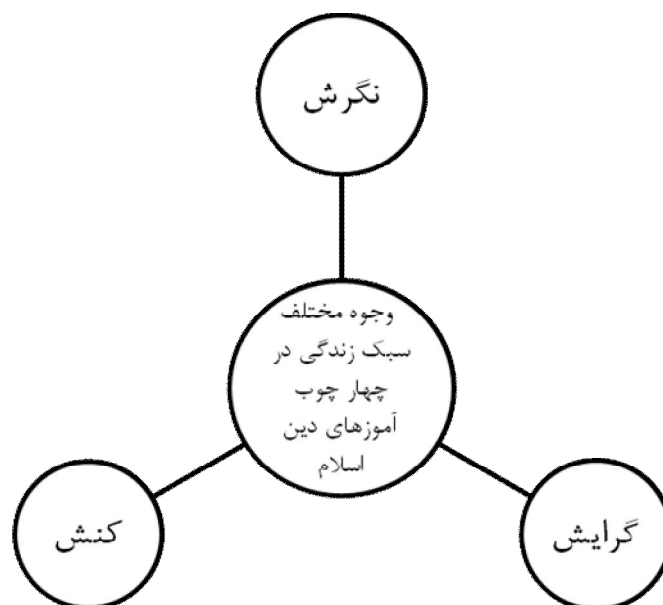 نگرش
وجوه مختلف
سبک زندگی در
چهار چوب
آموزهای دین
اسلام
گرایش
کنش